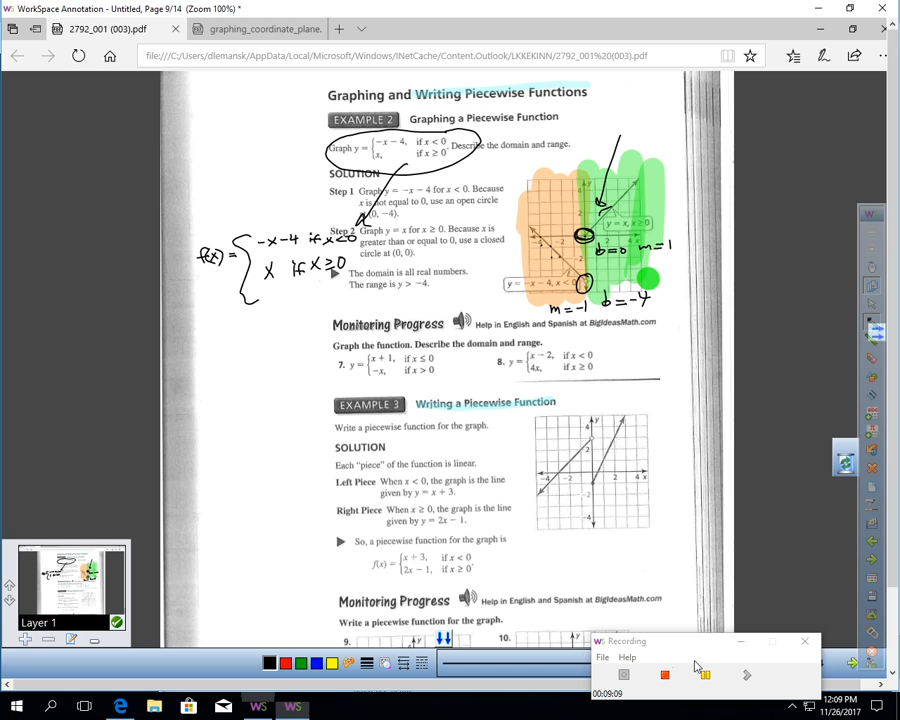 WorkSpace Annotation - Untitled, Page 9/14 (Zoom 100%) *
2792_001 (003).pdf
graphing_coordinate_plane.
file:///C:/Users/dlemansk/AppData/Local/Microsoft/Windows/INetCache/Content.Outlook/LKKEKINN/2792_001%20(003).pdf
Graphing and Writing Piecewise Functions
EXAMPLE 2 Graphing a Piecewise Function
Graph y = { -x - 4, if x < 0
x, if x ≥ 0. Describe the domain and range.
SOLUTION
Step 1 Graph y = -x - 4 for x < 0. Because
x is not equal to 0, use an open circle
(0, -4).
Step 2 Graph y = x for x ≥ 0. Because x is
greater than or equal to 0, use a closed
circle at (0, 0).
The domain is all real numbers.
The range is y > -4.
f(x) = { -x-4 if x<0
x if x≥0
y = x, x ≥ 0
b=0 m=1
y = -x - 4, x < 0
m=-1 b=-4
Monitoring Progress Help in English and Spanish at BigIdeasMath.com
Graph the function. Describe the domain and range.
7. y = { x + 1, if x ≤ 0
-x, if x > 0
8. y = { x - 2, if x < 0
4x, if x ≥ 0
EXAMPLE 3 Writing a Piecewise Function
Write a piecewise function for the graph.
SOLUTION
Each “piece” of the function is linear.
Left Piece When x < 0, the graph is the line
given by y = x + 3.
Right Piece When x ≥ 0, the graph is the line
given by y = 2x - 1.
So, a piecewise function for the graph is
f(x) = { x + 3, if x < 0
2x - 1, if x ≥ 0.
-4 -2 2 4 x
4 y
2
-2
-4
Monitoring Progress Help in English and Spanish at BigIdeasMath.com
Write a piecewise function for the graph.
9. y
10. y
Layer 1
WS Recording
File Help
00:09:09
12:09 PM
11/26/2017